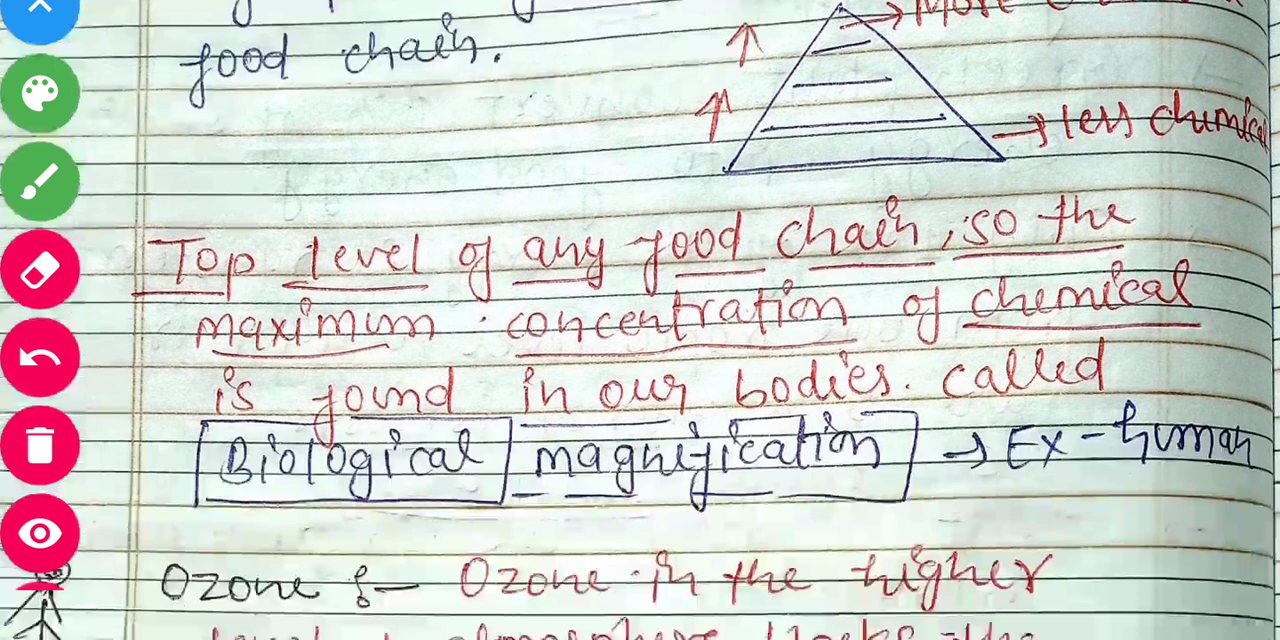 → More
food chain.
→ less chemical
Top level of any food chain, so the
maximum concentration of chemical
is found in our bodies. called
Biological magnification → Ex - human
Ozone :- Ozone in the higher